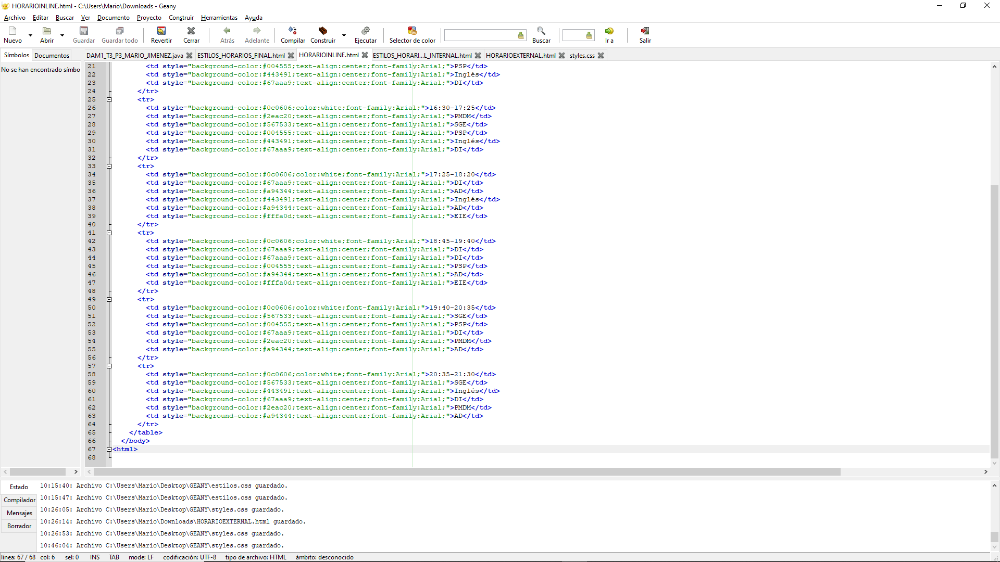 HORARIOINLINE.html - C:\Users\Mario\Downloads - Geany
Archivo Editar Buscar Ver Documento Proyecto Construir Herramientas Ayuda
Nuevo Abrir Guardar Guardar todo Revertir Cerrar Atrás Adelante Compilar Construir Ejecutar Selector de color Buscar Ir a Salir
Símbolos Documentos DAM1_T3_P3_MARIO_JIMENEZ.java ESTILOS_HORARIOS_FINAL.html HORARIOINLINE.html ESTILOS_HORARI...L_INTERNAL.html HORARIOEXTERNAL.html styles.css
No se han encontrado símbo
21 <td style="background-color:#004555;text-align:center;font-family:Arial;">PSP</td>
22 <td style="background-color:#443491;text-align:center;font-family:Arial;">Inglés</td>
23 <td style="background-color:#67aaa9;text-align:center;font-family:Arial;">DI</td>
24 </tr>
25 <tr>
26 <td style="background-color:#0c0606;color:white;font-family:Arial;">16:30-17:25</td>
27 <td style="background-color:#2eac20;text-align:center;font-family:Arial;">PMDM</td>
28 <td style="background-color:#567533;text-align:center;font-family:Arial;">SGE</td>
29 <td style="background-color:#004555;text-align:center;font-family:Arial;">PSP</td>
30 <td style="background-color:#443491;text-align:center;font-family:Arial;">Inglés</td>
31 <td style="background-color:#67aaa9;text-align:center;font-family:Arial;">DI</td>
32 </tr>
33 <tr>
34 <td style="background-color:#0c0606;color:white;font-family:Arial;">17:25-18:20</td>
35 <td style="background-color:#67aaa9;text-align:center;font-family:Arial;">DI</td>
36 <td style="background-color:#a94344;text-align:center;font-family:Arial;">AD</td>
37 <td style="background-color:#443491;text-align:center;font-family:Arial;">Inglés</td>
38 <td style="background-color:#a94344;text-align:center;font-family:Arial;">AD</td>
39 <td style="background-color:#fffa0d;text-align:center;font-family:Arial;">EIE</td>
40 </tr>
41 <tr>
42 <td style="background-color:#0c0606;color:white;font-family:Arial;">18:45-19:40</td>
43 <td style="background-color:#67aaa9;text-align:center;font-family:Arial;">DI</td>
44 <td style="background-color:#67aaa9;text-align:center;font-family:Arial;">DI</td>
45 <td style="background-color:#004555;text-align:center;font-family:Arial;">PSP</td>
46 <td style="background-color:#a94344;text-align:center;font-family:Arial;">AD</td>
47 <td style="background-color:#fffa0d;text-align:center;font-family:Arial;">EIE</td>
48 </tr>
49 <tr>
50 <td style="background-color:#0c0606;color:white;font-family:Arial;">19:40-20:35</td>
51 <td style="background-color:#567533;text-align:center;font-family:Arial;">SGE</td>
52 <td style="background-color:#004555;text-align:center;font-family:Arial;">PSP</td>
53 <td style="background-color:#67aaa9;text-align:center;font-family:Arial;">DI</td>
54 <td style="background-color:#2eac20;text-align:center;font-family:Arial;">PMDM</td>
55 <td style="background-color:#a94344;text-align:center;font-family:Arial;">AD</td>
56 </tr>
57 <tr>
58 <td style="background-color:#0c0606;color:white;font-family:Arial;">20:35-21:30</td>
59 <td style="background-color:#567533;text-align:center;font-family:Arial;">SGE</td>
60 <td style="background-color:#443491;text-align:center;font-family:Arial;">Inglés</td>
61 <td style="background-color:#67aaa9;text-align:center;font-family:Arial;">DI</td>
62 <td style="background-color:#2eac20;text-align:center;font-family:Arial;">PMDM</td>
63 <td style="background-color:#a94344;text-align:center;font-family:Arial;">AD</td>
64 </tr>
65 </table>
66 </body>
67 <html>
68
Estado
Compilador
Mensajes
Borrador
10:15:40: Archivo C:\Users\Mario\Desktop\GEANY\estilos.css guardado.
10:15:47: Archivo C:\Users\Mario\Desktop\GEANY\estilos.css guardado.
10:26:05: Archivo C:\Users\Mario\Desktop\GEANY\styles.css guardado.
10:26:14: Archivo C:\Users\Mario\Downloads\HORARIOEXTERNAL.html guardado.
10:26:53: Archivo C:\Users\Mario\Desktop\GEANY\styles.css guardado.
10:46:04: Archivo C:\Users\Mario\Desktop\GEANY\styles.css guardado.
línea: 67 / 68 col: 6 sel: 0 INS TAB mode: LF codificación: UTF-8 tipo de archivo: HTML ámbito: desconocido